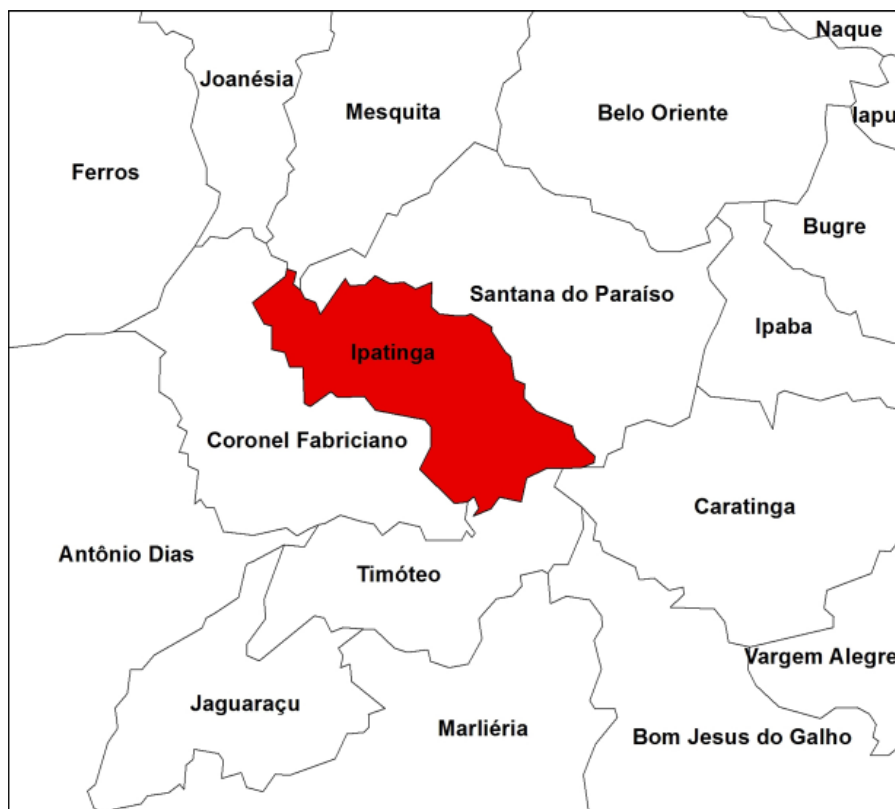 Naque
Joanésia
Mesquita
Belo Oriente
Iapu
Ferros
Bugre
Santana do Paraíso
Ipaba
Ipatinga
Coronel Fabriciano
Caratinga
Antônio Dias
Timóteo
Vargem Alegre
Jaguaraçu
Marliéria
Bom Jesus do Galho